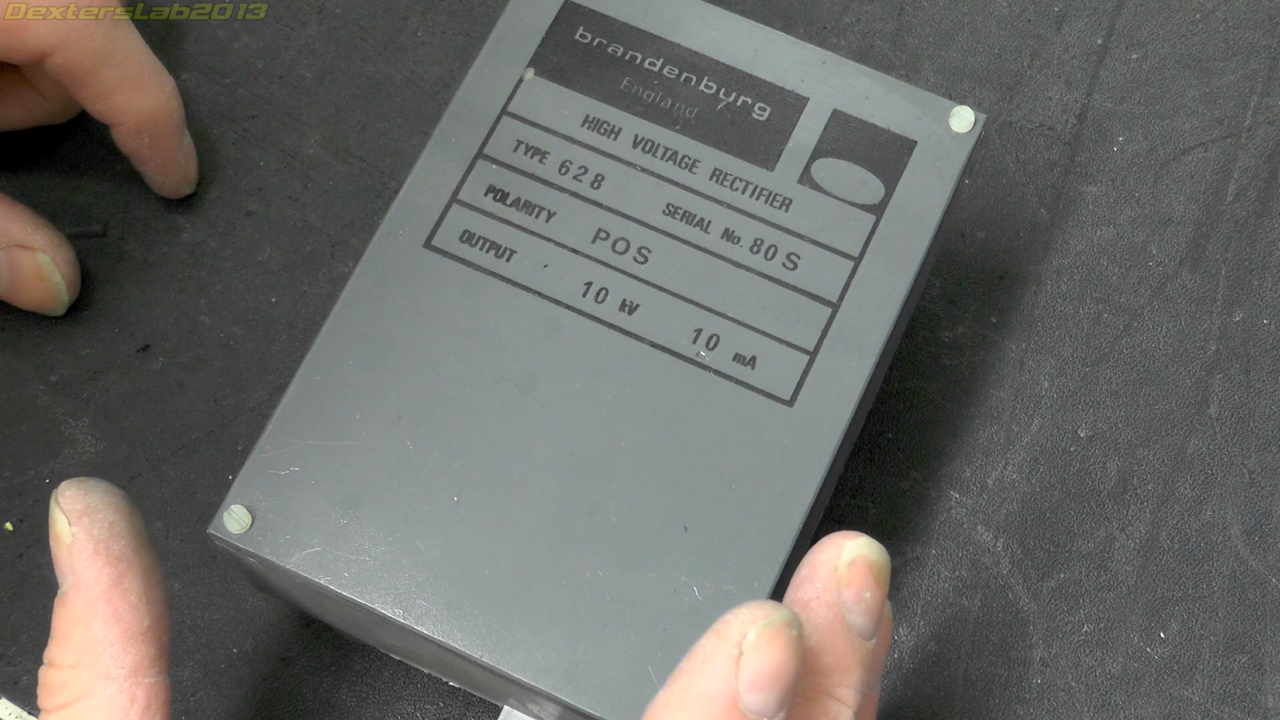 DextersLab2013
brandenburg
England
HIGH VOLTAGE RECTIFIER
TYPE 628 SERIAL No. 80S
POLARITY POS
OUTPUT 10 kV 10 mA